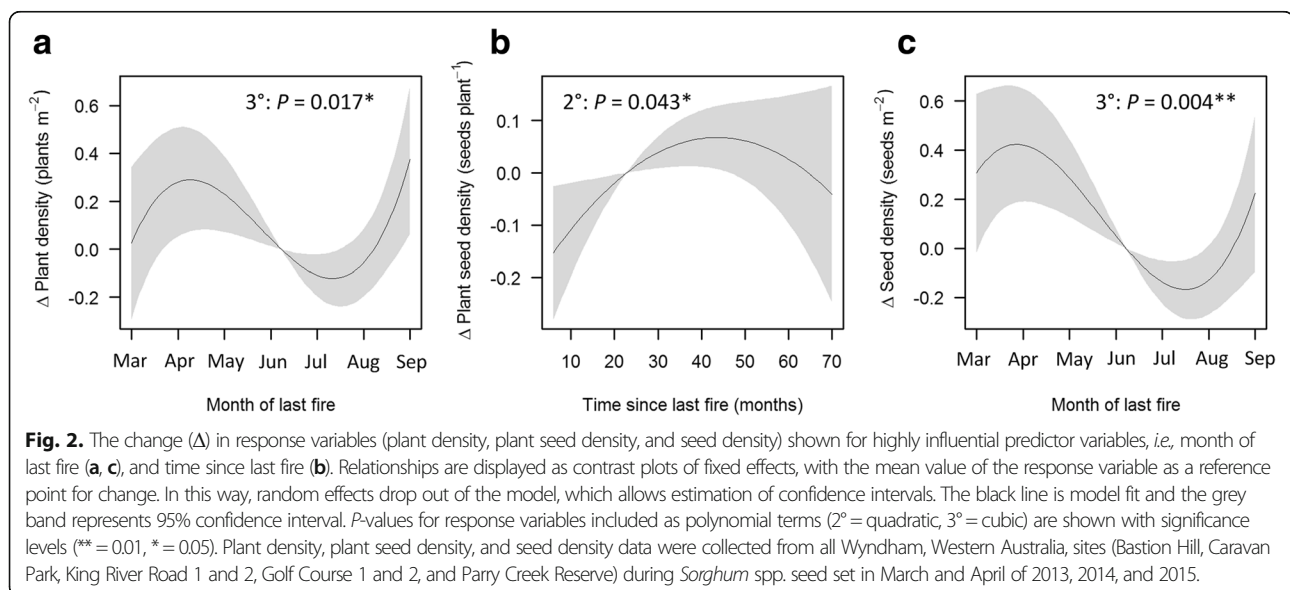 a
b
c
3°: P = 0.017*
2°: P = 0.043*
3°: P = 0.004**
Δ Plant density (plants m⁻²)
0.6
0.4
0.2
0.0
-0.2
Mar Apr May Jun Jul Aug Sep
Month of last fire
Δ Plant seed density (seeds plant⁻¹)
0.1
0.0
-0.1
-0.2
10 20 30 40 50 60 70
Time since last fire (months)
Δ Seed density (seeds m⁻²)
0.6
0.4
0.2
0.0
-0.2
Mar Apr May Jun Jul Aug Sep
Month of last fire
Fig. 2. The change (Δ) in response variables (plant density, plant seed density, and seed density) shown for highly influential predictor variables, i.e., month of
last fire (a, c), and time since last fire (b). Relationships are displayed as contrast plots of fixed effects, with the mean value of the response variable as a reference
point for change. In this way, random effects drop out of the model, which allows estimation of confidence intervals. The black line is model fit and the grey
band represents 95% confidence interval. P-values for response variables included as polynomial terms (2° = quadratic, 3° = cubic) are shown with significance
levels (** = 0.01, * = 0.05). Plant density, plant seed density, and seed density data were collected from all Wyndham, Western Australia, sites (Bastion Hill, Caravan
Park, King River Road 1 and 2, Golf Course 1 and 2, and Parry Creek Reserve) during Sorghum spp. seed set in March and April of 2013, 2014, and 2015.